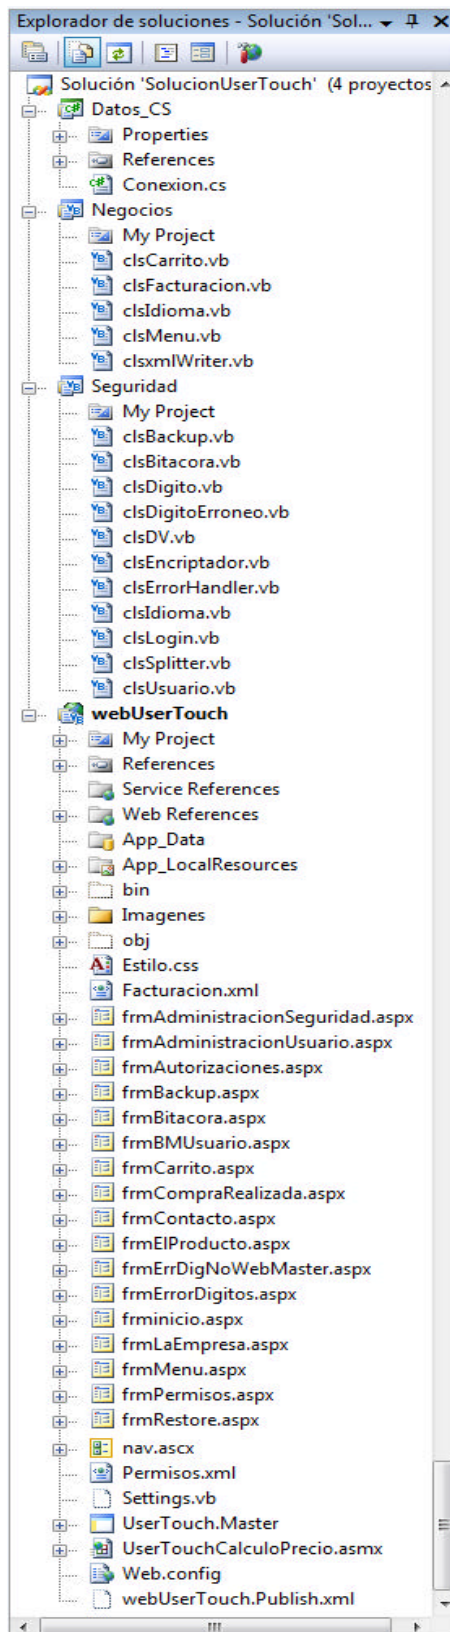 Explorador de soluciones - Solución 'Sol...
Solución 'SolucionUserTouch' (4 proyectos
Datos_CS
Properties
References
Conexion.cs
Negocios
My Project
clsCarrito.vb
clsFacturacion.vb
clsIdioma.vb
clsMenu.vb
clsxmlWriter.vb
Seguridad
My Project
clsBackup.vb
clsBitacora.vb
clsDigito.vb
clsDigitoErroneo.vb
clsDV.vb
clsEncriptador.vb
clsErrorHandler.vb
clsIdioma.vb
clsLogin.vb
clsSplitter.vb
clsUsuario.vb
webUserTouch
My Project
References
Service References
Web References
App_Data
App_LocalResources
bin
Imagenes
obj
Estilo.css
Facturacion.xml
frmAdministracionSeguridad.aspx
frmAdministracionUsuario.aspx
frmAutorizaciones.aspx
frmBackup.aspx
frmBitacora.aspx
frmBMUsuario.aspx
frmCarrito.aspx
frmCompraRealizada.aspx
frmContacto.aspx
frmElProducto.aspx
frmErrDigNoWebMaster.aspx
frmErrorDigitos.aspx
frminicio.aspx
frmLaEmpresa.aspx
frmMenu.aspx
frmPermisos.aspx
frmRestore.aspx
nav.ascx
Permisos.xml
Settings.vb
UserTouch.Master
UserTouchCalculoPrecio.asmx
Web.config
webUserTouch.Publish.xml